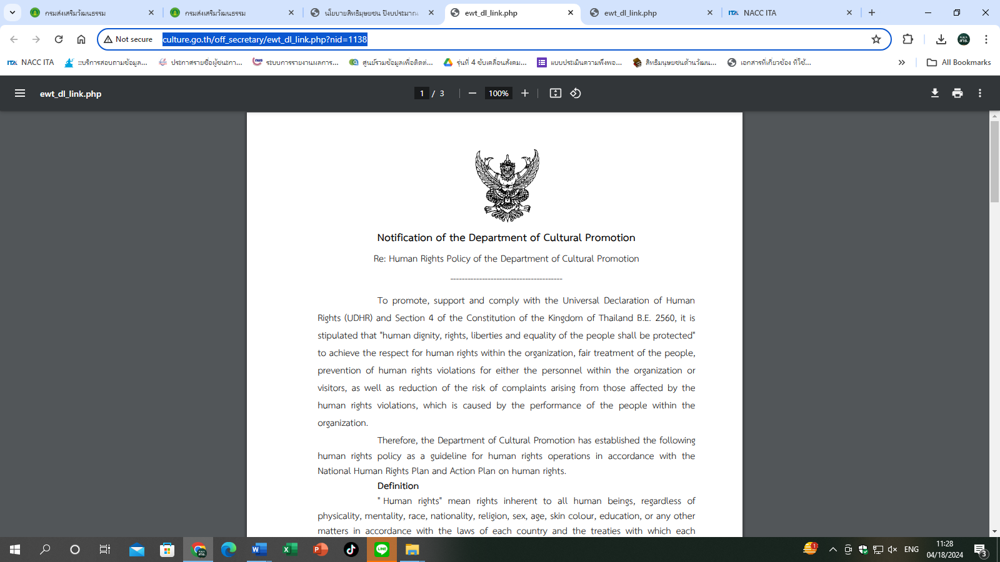 กรมส่งเสริมวัฒนธรรม
กรมส่งเสริมวัฒนธรรม
นโยบายสิทธิมนุษยชน ปีงบประมาณ
ewt_dl_link.php
ewt_dl_link.php
NACC ITA
Not secure
culture.go.th/off_secretary/ewt_dl_link.php?nid=1138
NACC ITA
::บริการสอบถามข้อมูล...
ประกาศรายชื่อผู้ชนะกา...
ระบบการรายงานผลการ...
ศูนย์รวมข้อมูลเพื่อติดต่...
รุ่นที่ 4 ขับเคลื่อนสังคม...
แบบประเมินความพึงพอ...
สิทธิมนุษยชนด้านวัฒน...
เอกสารที่เกี่ยวข้อง ที่ใช้...
All Bookmarks
ewt_dl_link.php
1 / 3
100%
Notification of the Department of Cultural Promotion
Re: Human Rights Policy of the Department of Cultural Promotion
---------------------------------------
To promote, support and comply with the Universal Declaration of Human
Rights (UDHR) and Section 4 of the Constitution of the Kingdom of Thailand B.E. 2560, it is
stipulated that "human dignity, rights, liberties and equality of the people shall be protected"
to achieve the respect for human rights within the organization, fair treatment of the people,
prevention of human rights violations for either the personnel within the organization or
visitors, as well as reduction of the risk of complaints arising from those affected by the
human rights violations, which is caused by the performance of the people within the
organization.
Therefore, the Department of Cultural Promotion has established the following
human rights policy as a guideline for human rights operations in accordance with the
National Human Rights Plan and Action Plan on human rights.
Definition
" Human rights" mean rights inherent to all human beings, regardless of
physicality, mentality, race, nationality, religion, sex, age, skin colour, education, or any other
matters in accordance with the laws of each country and the treaties with which each
ENG
11:28
04/18/2024
3